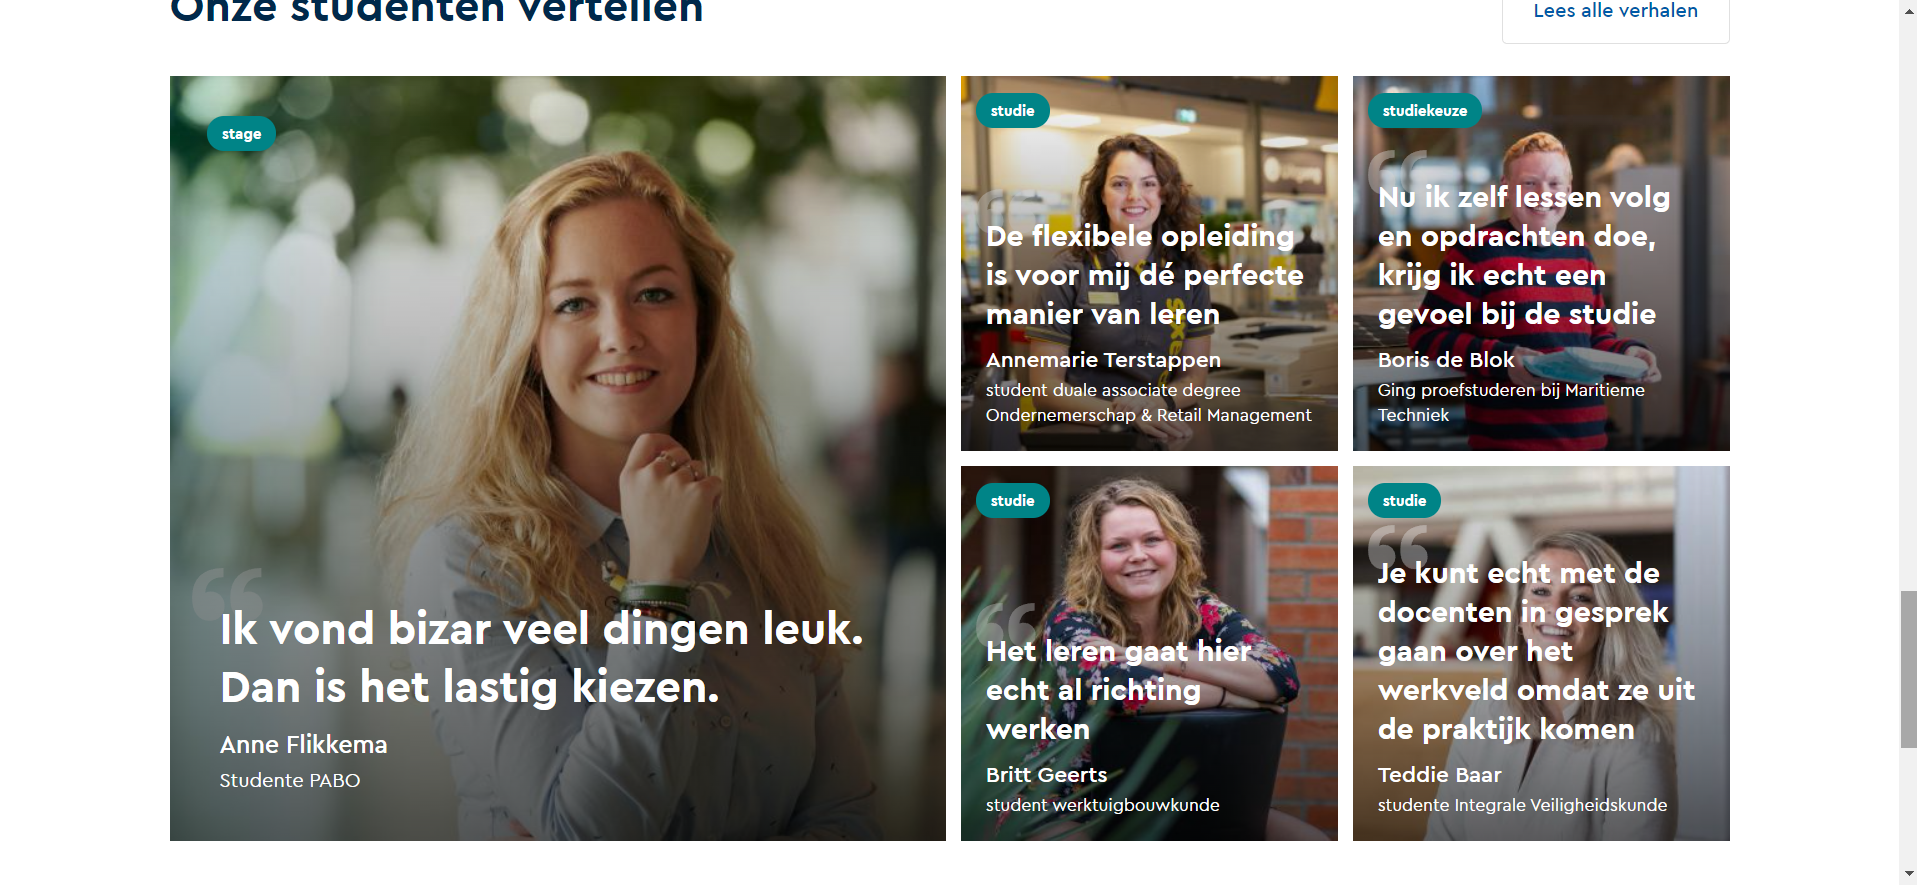 Onze studenten vertellen
Lees alle verhalen
stage
Ik vond bizar veel dingen leuk.
Dan is het lastig kiezen.
Anne Flikkema
Studente PABO
studie
De flexibele opleiding
is voor mij dé perfecte
manier van leren
Annemarie Terstappen
student duale associate degree
Ondernemerschap & Retail Management
studiekeuze
Nu ik zelf lessen volg
en opdrachten doe,
krijg ik echt een
gevoel bij de studie
Boris de Blok
Ging proefstuderen bij Maritieme
Techniek
studie
Het leren gaat hier
echt al richting
werken
Britt Geerts
student werktuigbouwkunde
studie
Je kunt echt met de
docenten in gesprek
gaan over het
werkveld omdat ze uit
de praktijk komen
Teddie Baar
studente Integrale Veiligheidskunde